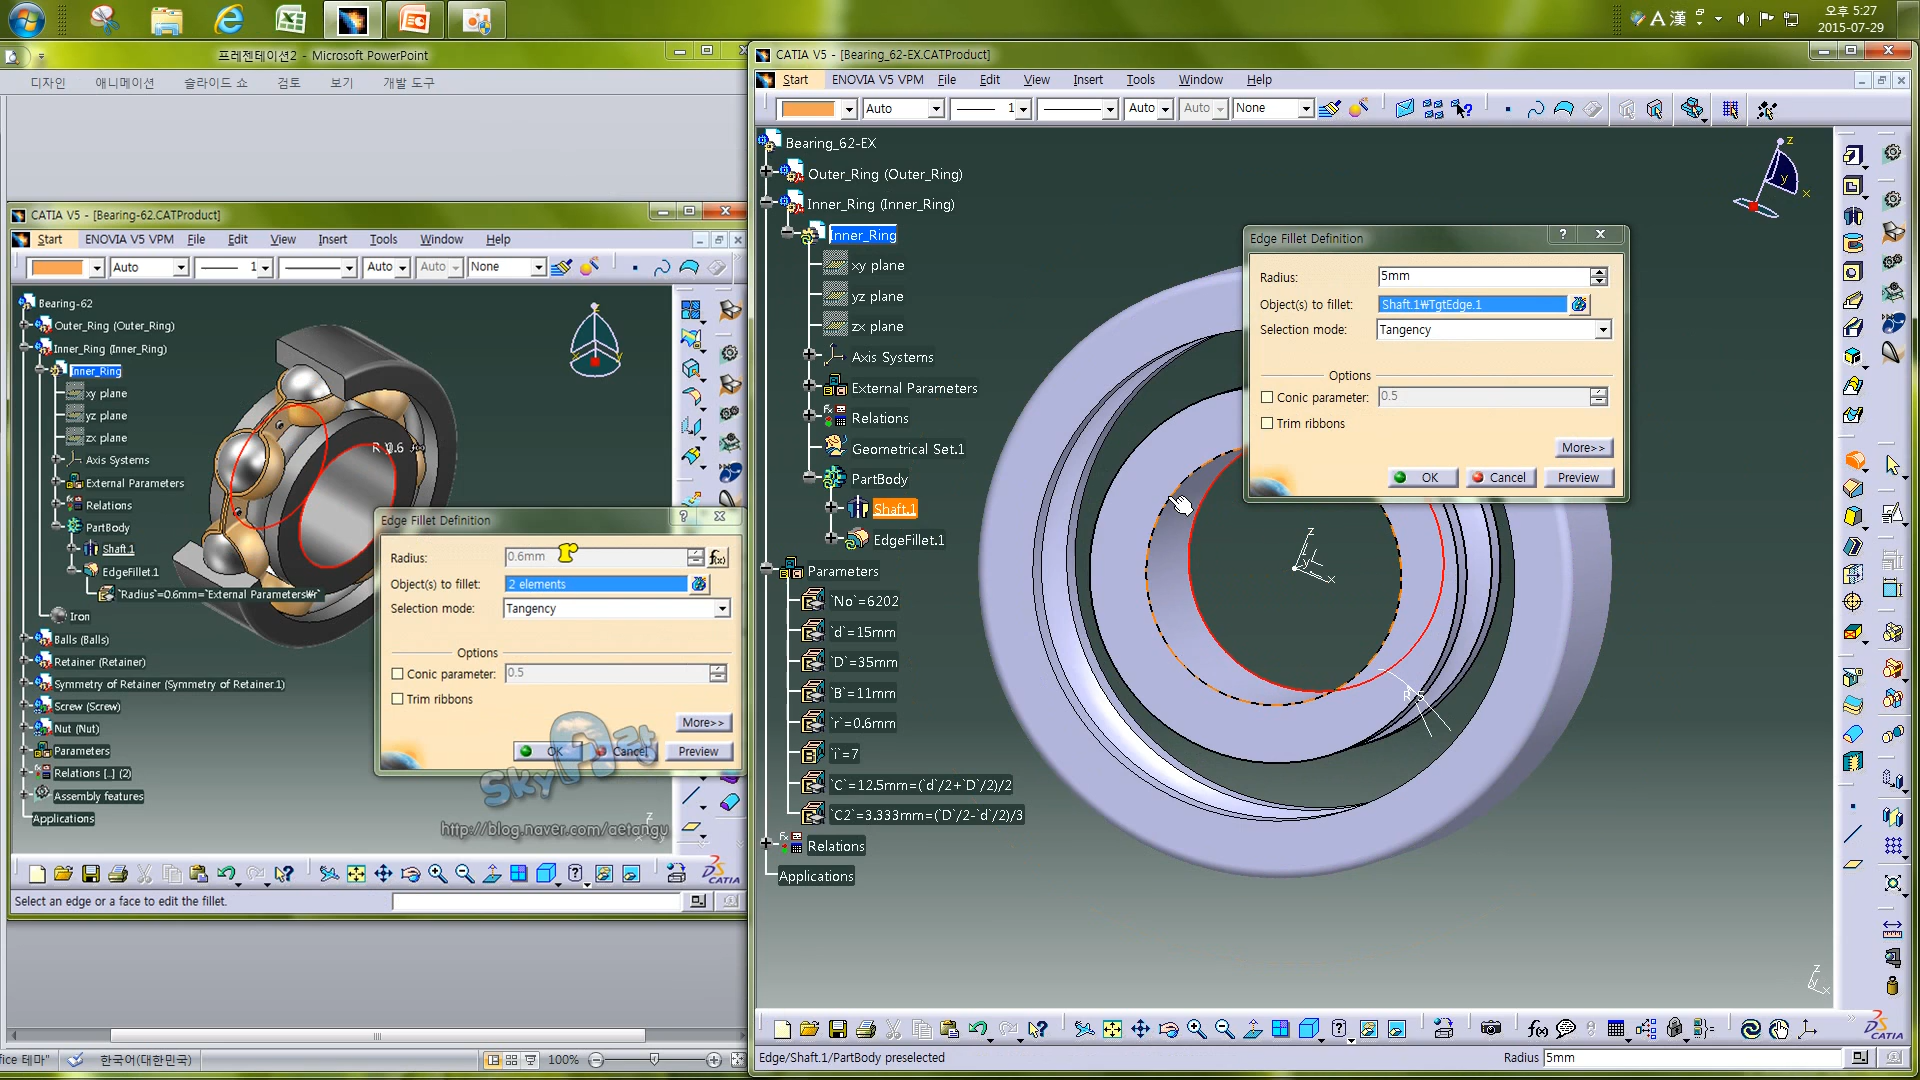 오후 5:27
2015-07-29
A 漢
프레젠테이션2 - Microsoft PowerPoint
디자인 애니메이션 슬라이드 쇼 검토 보기 개발 도구
CATIA V5 - [Bearing-62.CATProduct]
Start ENOVIA V5 VPM File Edit View Insert Tools Window Help
Auto 1 Auto Auto None
Bearing-62
Outer_Ring (Outer_Ring)
Inner_Ring (Inner_Ring)
Inner_Ring
xy plane
yz plane
zx plane
Axis Systems
External Parameters
Relations
PartBody
Shaft.1
EdgeFillet.1
`Radius`=0.6mm=`External Parameters₩r`
Iron
Balls (Balls)
Retainer (Retainer)
Symmetry of Retainer (Symmetry of Retainer.1)
Screw (Screw)
Nut (Nut)
Parameters
Relations [..] (2)
Assembly features
Applications
R 0.6
Edge Fillet Definition
Radius: 0.6mm
Object(s) to fillet: 2 elements
Selection mode: Tangency
Options
Conic parameter: 0.5
Trim ribbons
More>>
OK Cancel Preview
SkyAat
http://blog.naver.com/aetangu
CATIA
Select an edge or a face to edit the fillet.
fice 테마"
한국어(대한민국)
100%
CATIA V5 - [Bearing_62-EX.CATProduct]
Start ENOVIA V5 VPM File Edit View Insert Tools Window Help
Auto 1 Auto Auto None
Bearing_62-EX
Outer_Ring (Outer_Ring)
Inner_Ring (Inner_Ring)
Inner_Ring
xy plane
yz plane
zx plane
Axis Systems
External Parameters
Relations
Geometrical Set.1
PartBody
Shaft.1
EdgeFillet.1
Parameters
`No`=6202
`d`=15mm
`D`=35mm
`B`=11mm
`r`=0.6mm
`i`=7
`C`=12.5mm=(`d`/2+`D`/2)/2
`C2`=3.333mm=(`D`/2-`d`/2)/3
Relations
Applications
Edge Fillet Definition
Radius: 5mm
Object(s) to fillet: Shaft.1₩TgtEdge.1
Selection mode: Tangency
Options
Conic parameter: 0.5
Trim ribbons
More>>
OK Cancel Preview
R 5
z
y
x
z
y
x
z
y
x
CATIA
Edge/Shaft.1/PartBody preselected
Radius 5mm